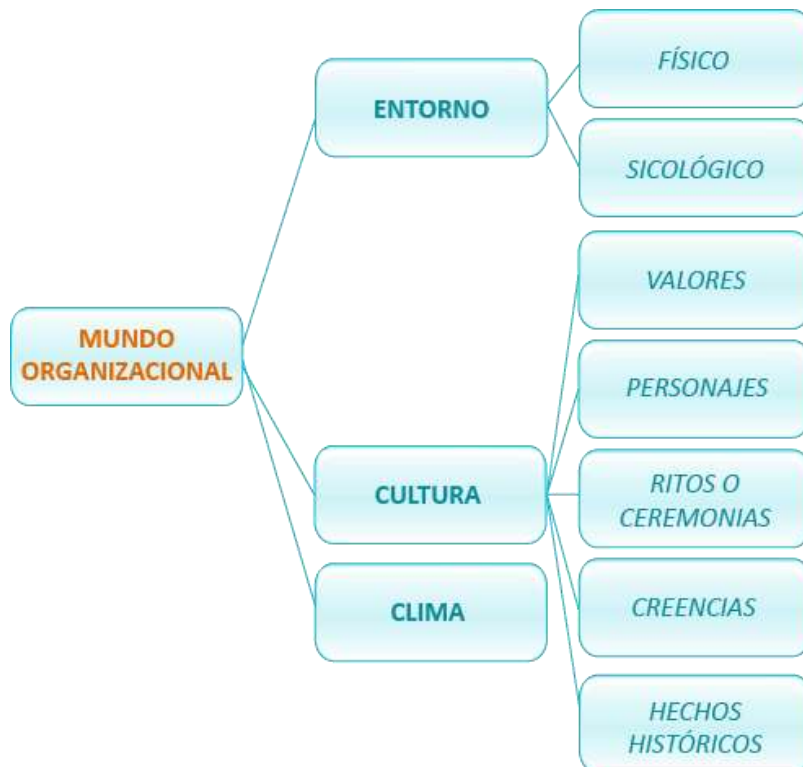 MUNDO
ORGANIZACIONAL
ENTORNO
FÍSICO
SICOLÓGICO
CULTURA
VALORES
PERSONAJES
RITOS O
CEREMONIAS
CREENCIAS
HECHOS
HISTÓRICOS
CLIMA